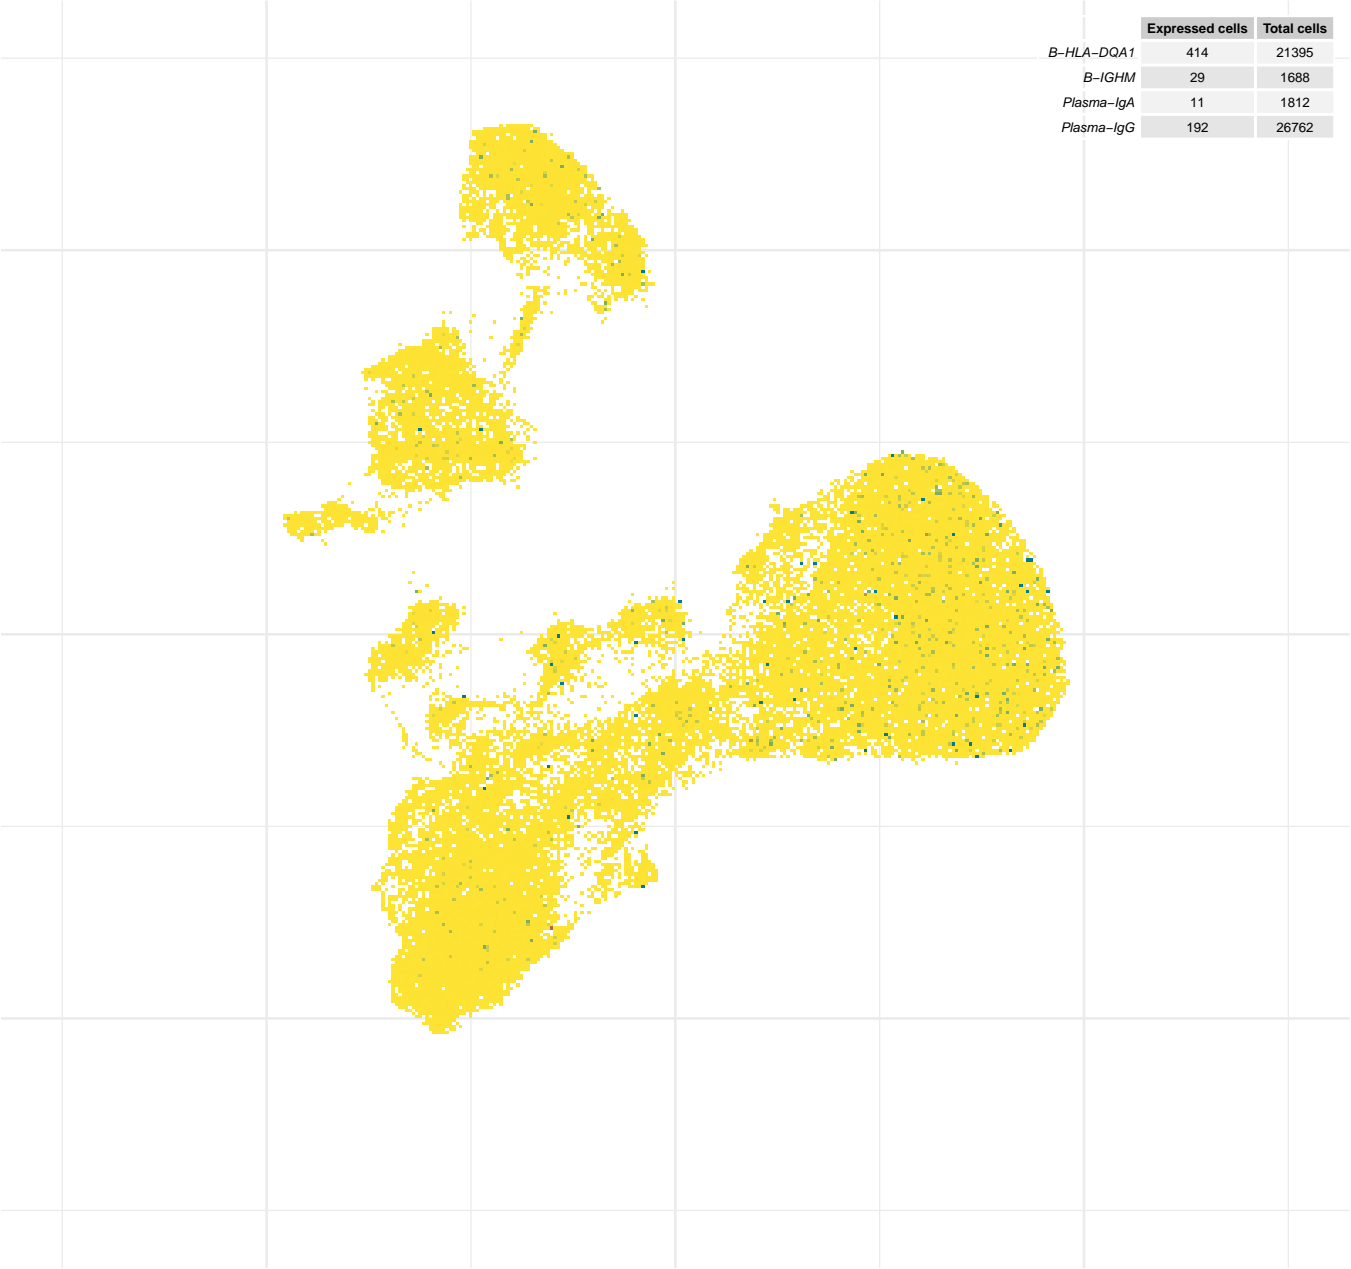 Expressed cells Total cells
B−HLA−DQA1 414 21395
B−IGHM 29 1688
Plasma−IgA 11 1812
Plasma−IgG 192 26762